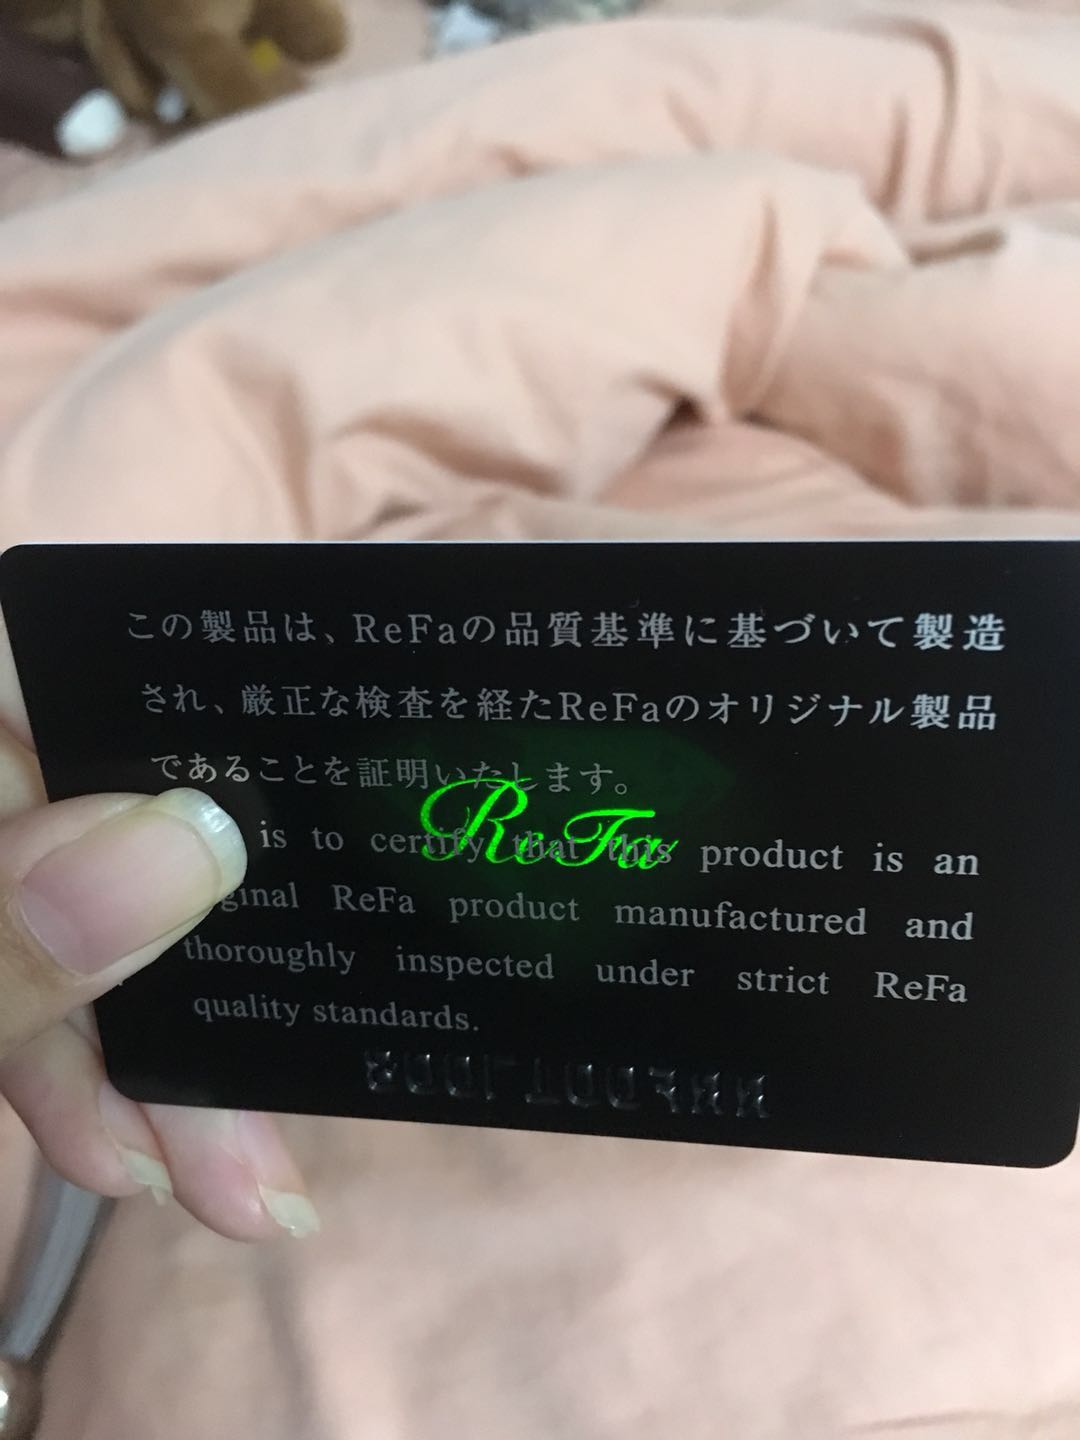 この製品は、ReFaの品質基準に基づいて製造
され、厳正な検査を経たReFaのオリジナル製品
であることを証明いたします。
ReFa
is to certify that this product is an
ginal ReFa product manufactured and
thoroughly inspected under strict ReFa
quality standards.